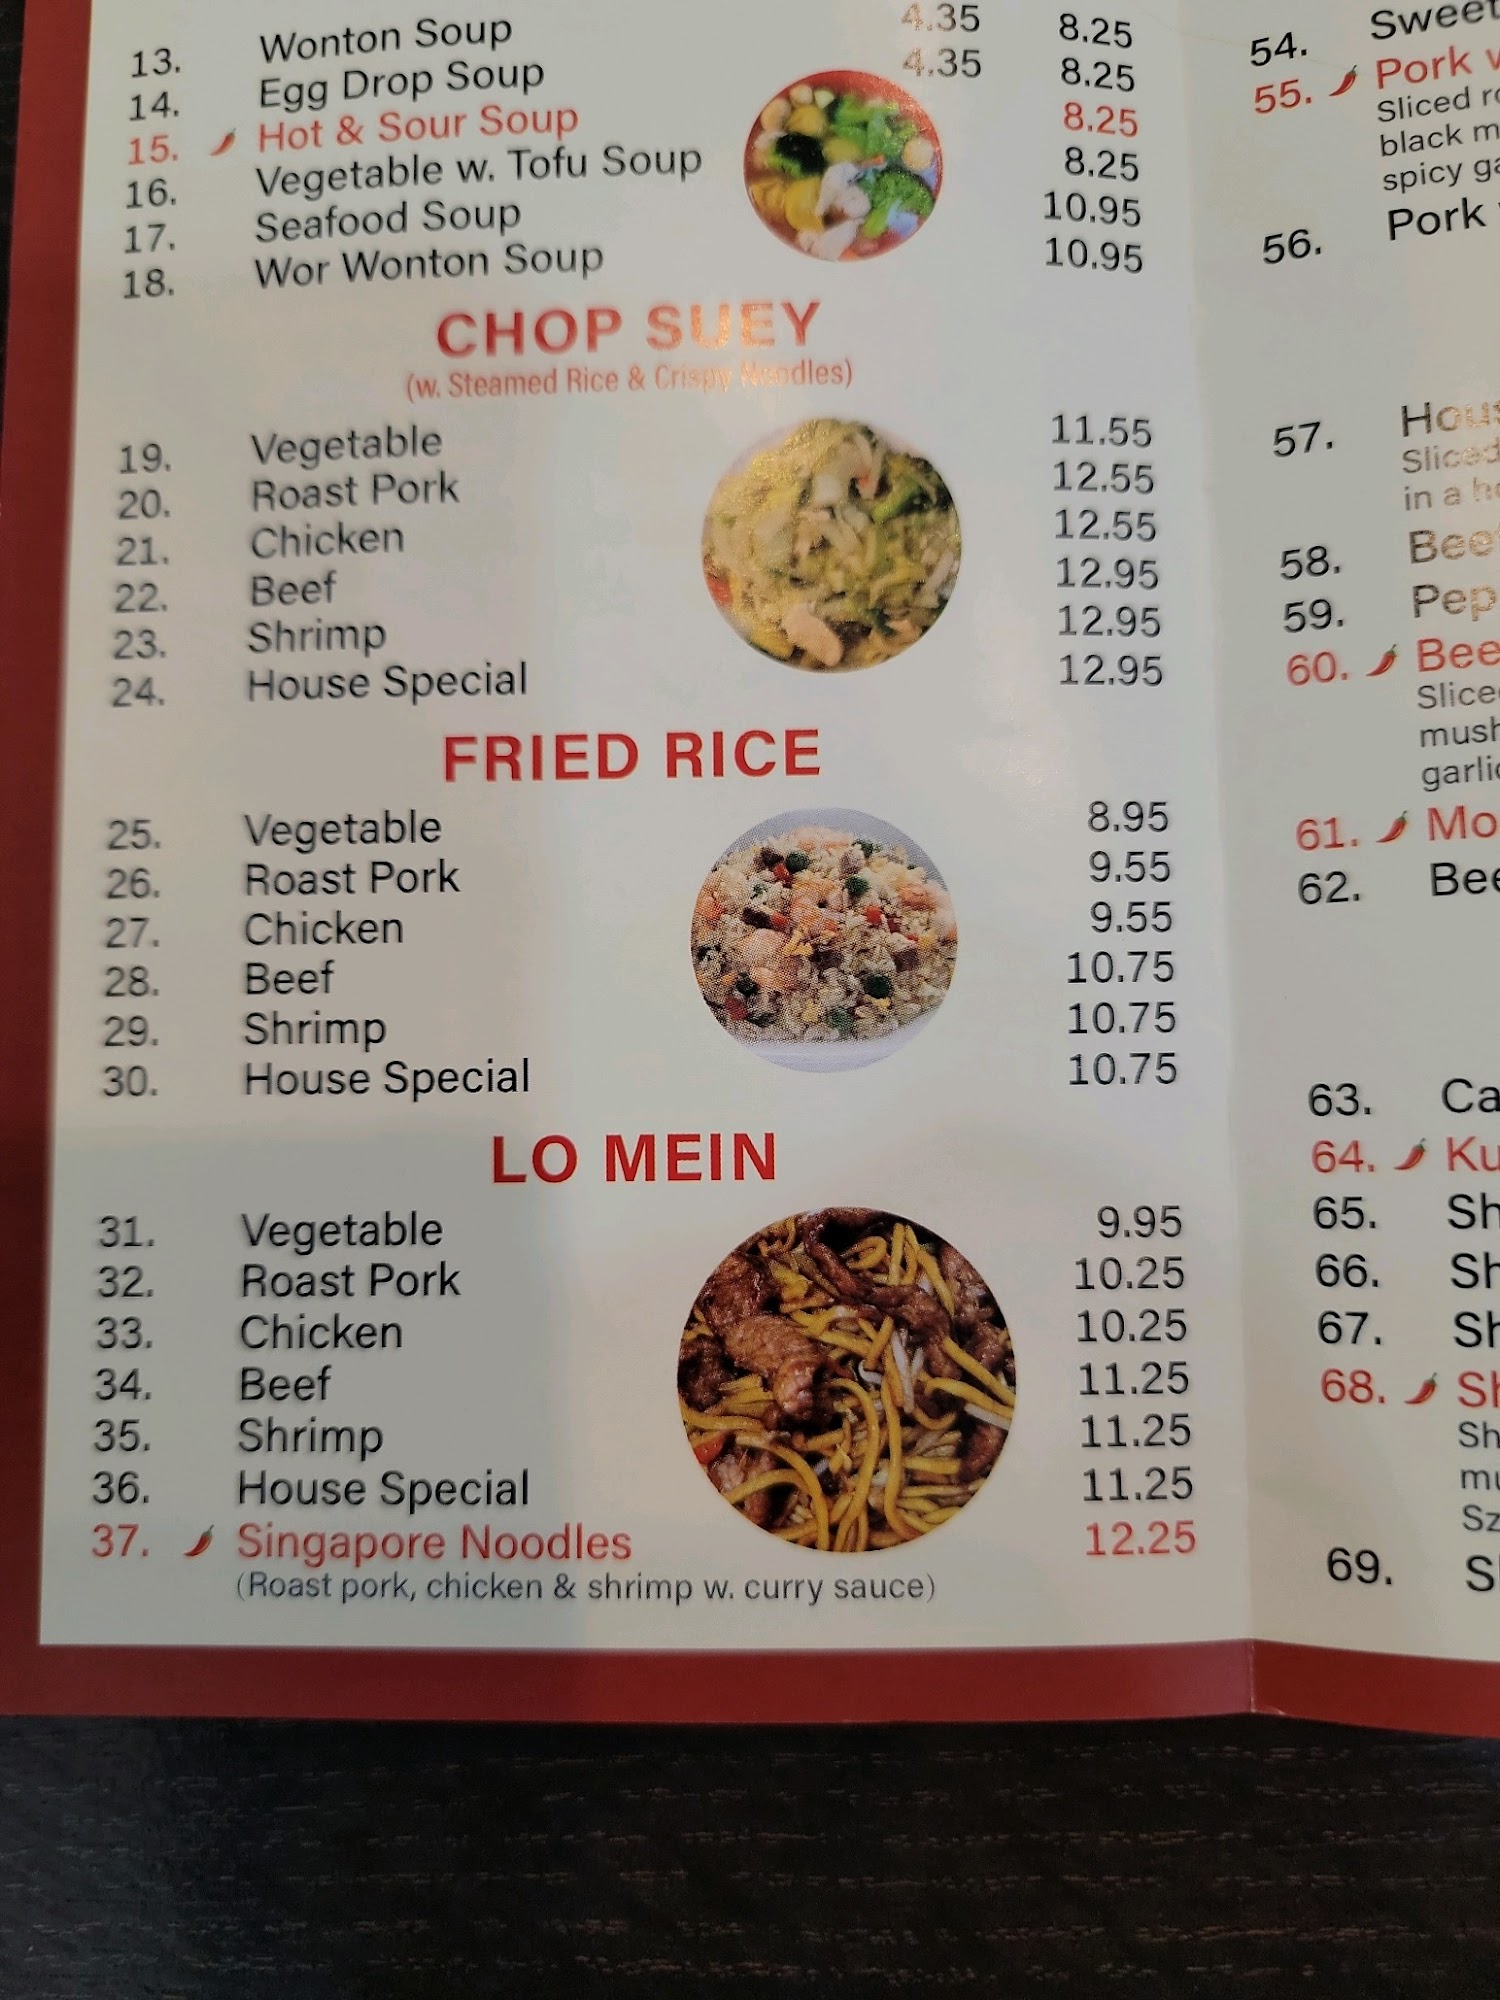 13. Wonton Soup 4.35 8.25
14. Egg Drop Soup 4.35 8.25
15. Hot & Sour Soup 8.25
16. Vegetable w. Tofu Soup 8.25
17. Seafood Soup 10.95
18. Wor Wonton Soup 10.95
CHOP SUEY
(w. Steamed Rice & Crispy Noodles)
19. Vegetable 11.55
20. Roast Pork 12.55
21. Chicken 12.55
22. Beef 12.95
23. Shrimp 12.95
24. House Special 12.95
FRIED RICE
25. Vegetable 8.95
26. Roast Pork 9.55
27. Chicken 9.55
28. Beef 10.75
29. Shrimp 10.75
30. House Special 10.75
LO MEIN
31. Vegetable 9.95
32. Roast Pork 10.25
33. Chicken 10.25
34. Beef 11.25
35. Shrimp 11.25
36. House Special 11.25
37. Singapore Noodles 12.25
(Roast pork, chicken & shrimp w. curry sauce)
54. Sweet
55. Pork
Sliced
black
spicy
56. Pork
57.
Sliced
in a
58.
59.
60.
61.
62.
63.
64.
65.
66.
67.
68.
69.